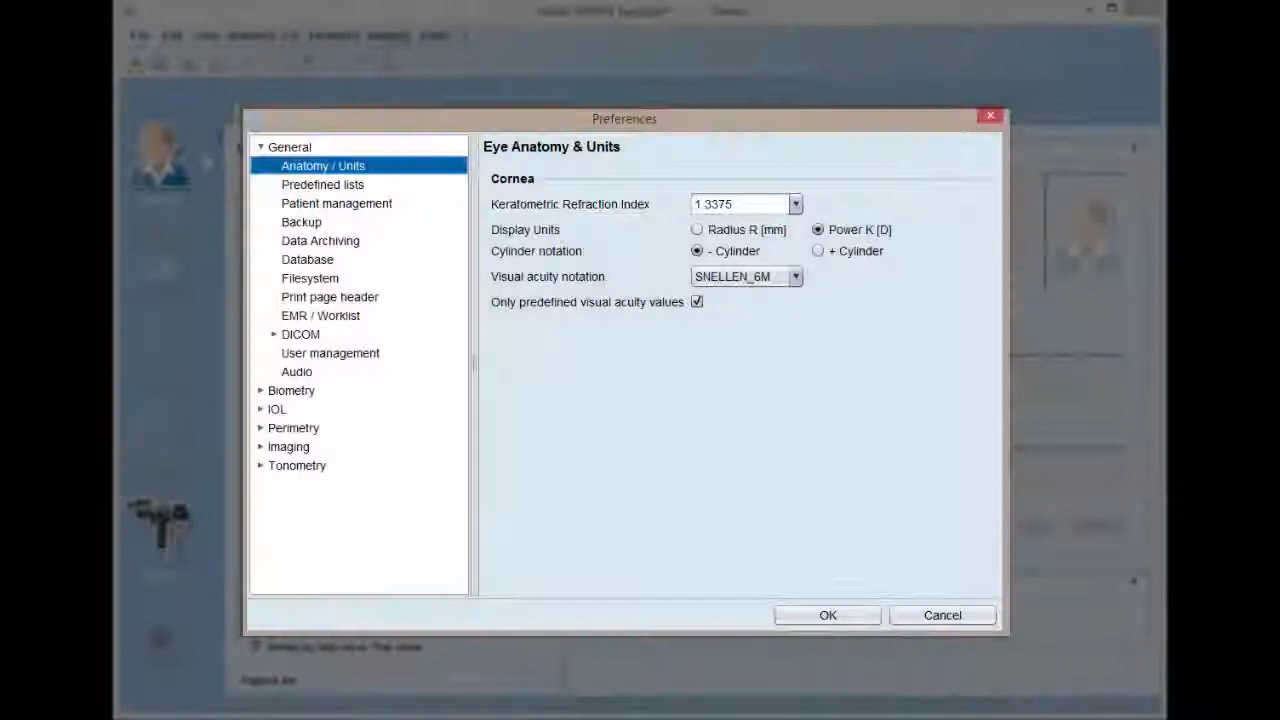 Preferences
General
Anatomy / Units
Predefined lists
Patient management
Backup
Data Archiving
Database
Filesystem
Print page header
EMR / Worklist
DICOM
User management
Audio
Biometry
IOL
Perimetry
Imaging
Tonometry
Eye Anatomy & Units
Cornea
Keratometric Refraction Index 1.3375
Display Units Radius R [mm] Power K [D]
Cylinder notation: - Cylinder + Cylinder
Visual acuity notation SNELLEN_6M
Only predefined visual acuity values
OK Cancel